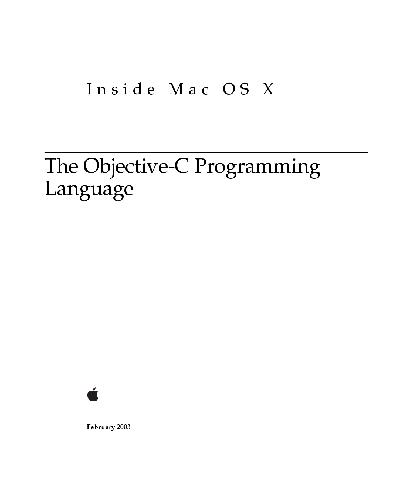 Inside Mac OS X
The Objective-C Programming
Language
February 2003